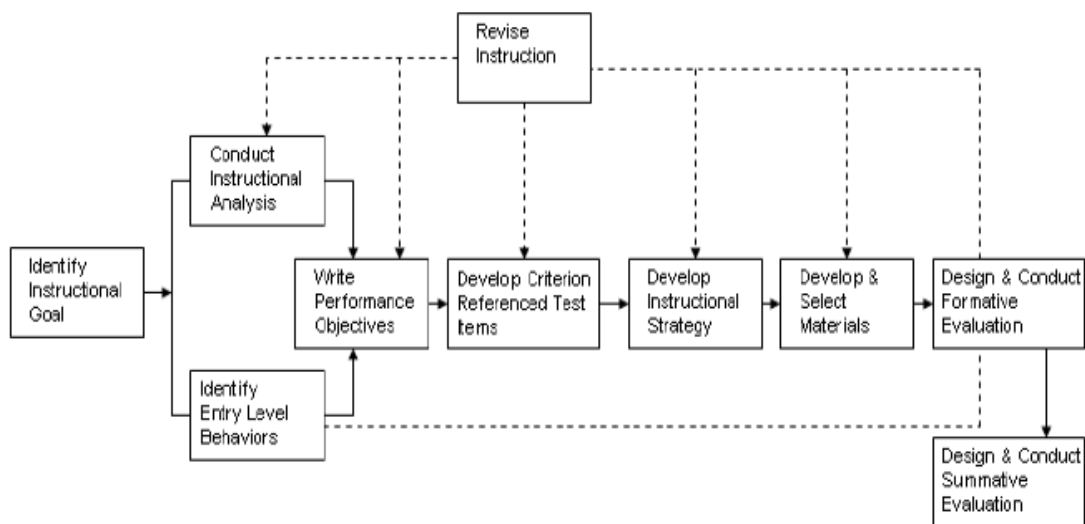 Revise
Instruction
Conduct
Instructional
Analysis
Identify
Instructional
Goal
Write
Performance
Objectives
Develop Criterion
Referenced Test
Items
Develop
Instructional
Strategy
Develop &
Select
Materials
Design & Conduct
Formative
Evaluation
Identify
Entry Level
Behaviors
Design & Conduct
Summative
Evaluation